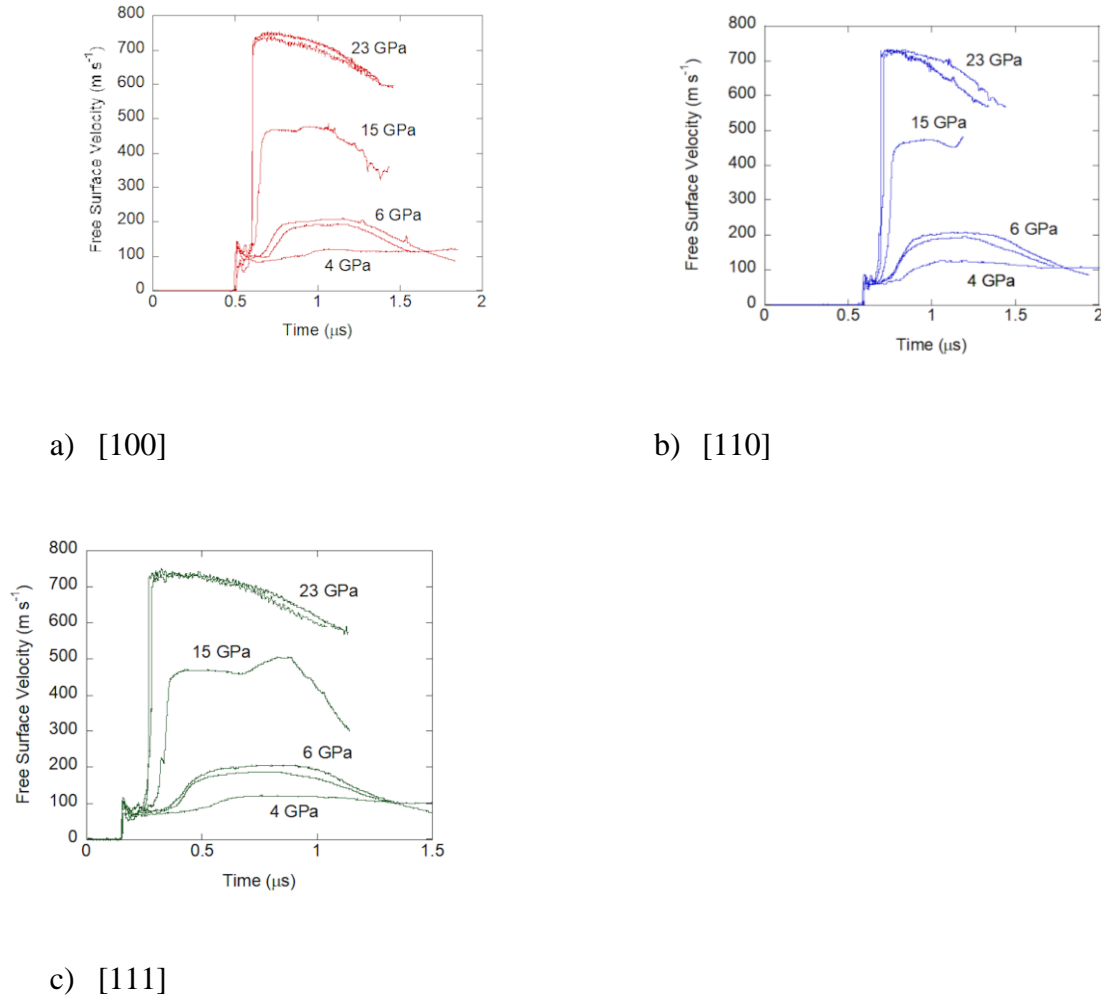 800
700
600
500
400
300
200
100
0
Free Surface Velocity (m s⁻¹)
23 GPa
15 GPa
6 GPa
4 GPa
0 0.5 1 1.5 2
Time (μs)
a) [100]
800
700
600
500
400
300
200
100
0
Free Surface Velocity (m s⁻¹)
23 GPa
15 GPa
6 GPa
4 GPa
0 0.5 1 1.5 2
Time (μs)
b) [110]
800
700
600
500
400
300
200
100
0
Free Surface Velocity (m s⁻¹)
23 GPa
15 GPa
6 GPa
4 GPa
0 0.5 1 1.5
Time (μs)
c) [111]